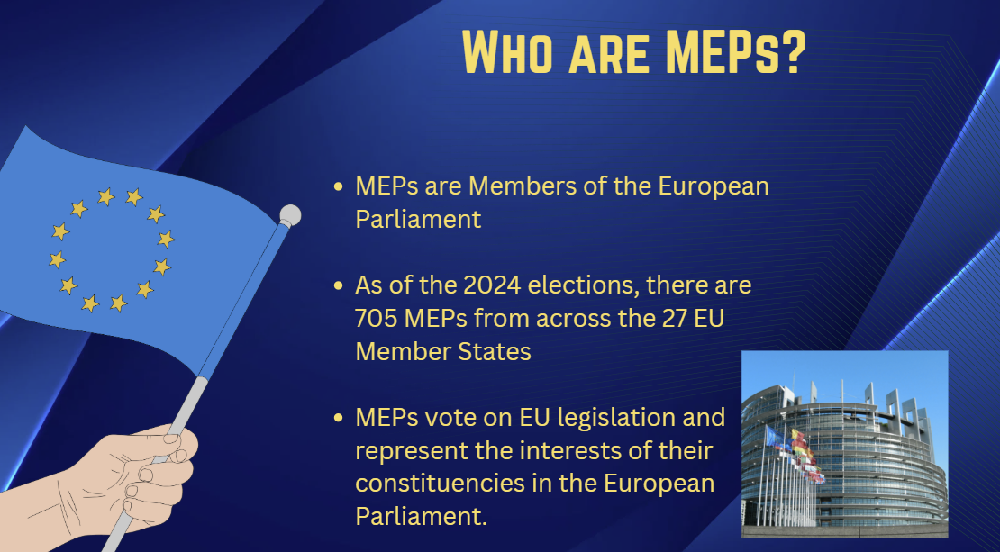 Who are MEPs?
• MEPs are Members of the European
Parliament
• As of the 2024 elections, there are
705 MEPs from across the 27 EU
Member States
• MEPs vote on EU legislation and
represent the interests of their
constituencies in the European
Parliament.